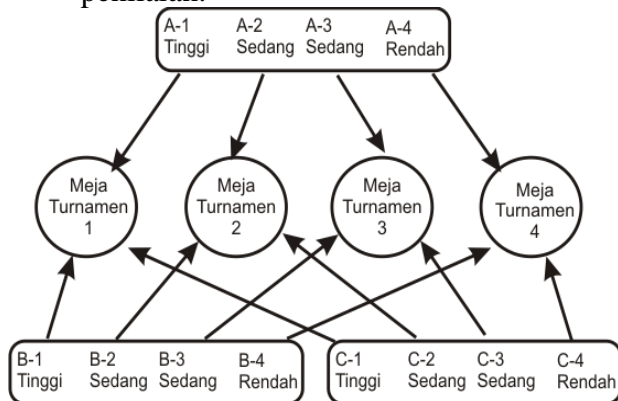 A-1 A-2 A-3 A-4
Tinggi Sedang Sedang Rendah
Meja Turnamen 1
Meja Turnamen 2
Meja Turnamen 3
Meja Turnamen 4
B-1 B-2 B-3 B-4
Tinggi Sedang Sedang Rendah
C-1 C-2 C-3 C-4
Tinggi Sedang Sedang Rendah